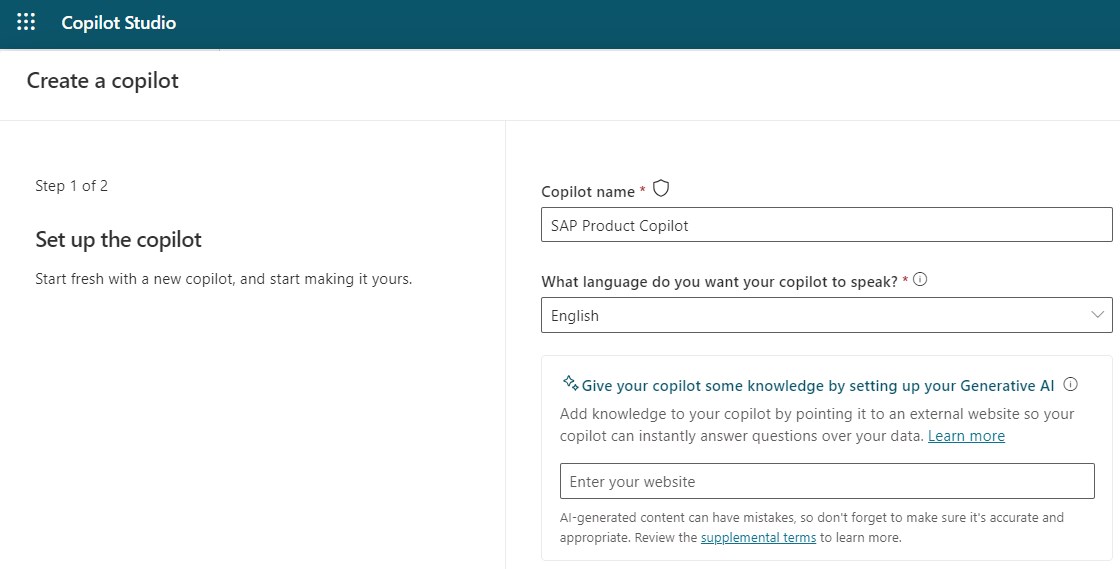 Copilot Studio
Create a copilot
Step 1 of 2
Set up the copilot
Start fresh with a new copilot, and start making it yours.
Copilot name *
SAP Product Copilot
What language do you want your copilot to speak? *
English
Give your copilot some knowledge by setting up your Generative AI
Add knowledge to your copilot by pointing it to an external website so your
copilot can instantly answer questions over your data. Learn more
Enter your website
AI-generated content can have mistakes, so don't forget to make sure it's accurate and
appropriate. Review the supplemental terms to learn more.